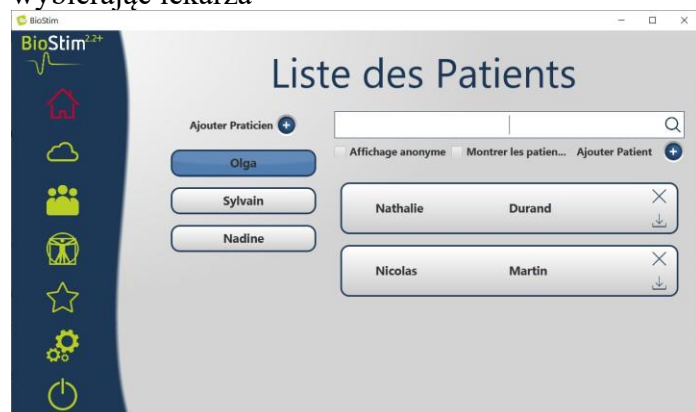 wybierając lekarza
BioStim
BioStim2.2+
Liste des Patients
Ajouter Praticien
Affichage anonyme Montrer les patien... Ajouter Patient
Olga
Sylvain
Nadine
Nathalie Durand
Nicolas Martin